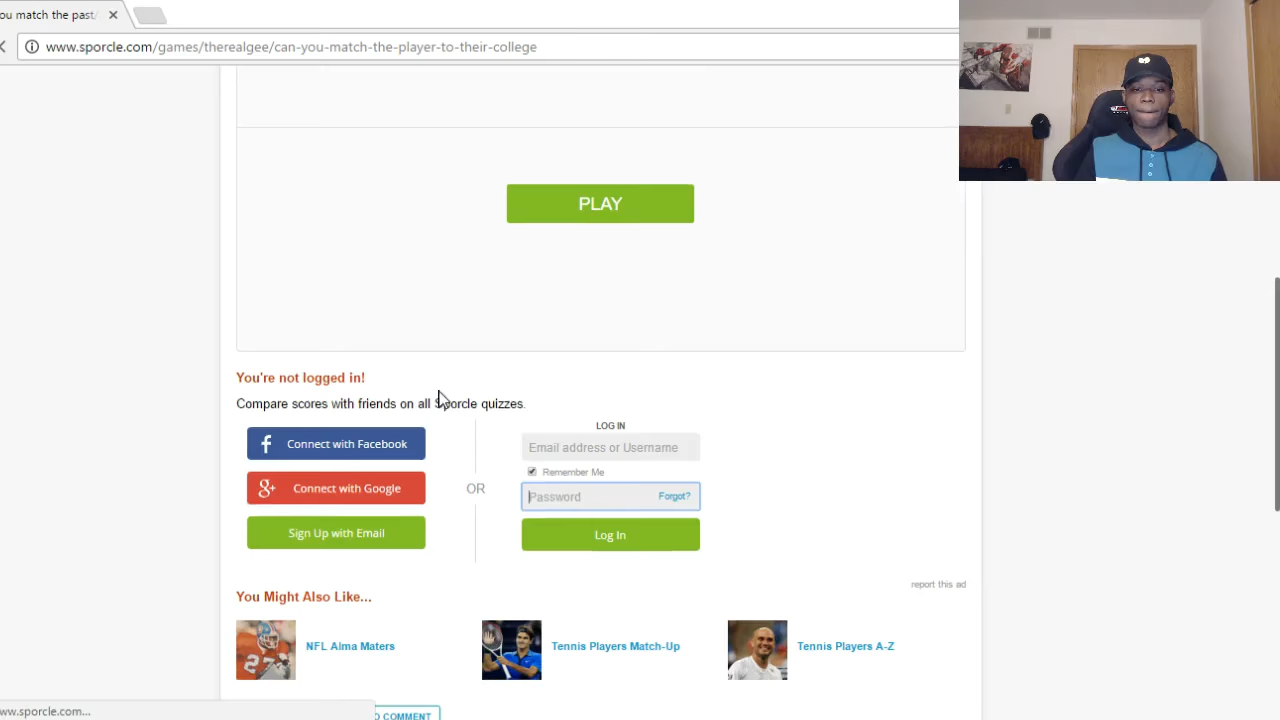 ou match the past/
www.sporcle.com/games/therealgee/can-you-match-the-player-to-their-college
PLAY
You're not logged in!
Compare scores with friends on all Sporcle quizzes.
LOG IN
Email address or Username
Connect with Facebook
Remember Me
Connect with Google
OR
Password
Forgot?
Sign Up with Email
Log In
report this ad
You Might Also Like...
NFL Alma Maters
Tennis Players Match-Up
Tennis Players A-Z
27
ww.sporcle.com...
O COMMENT